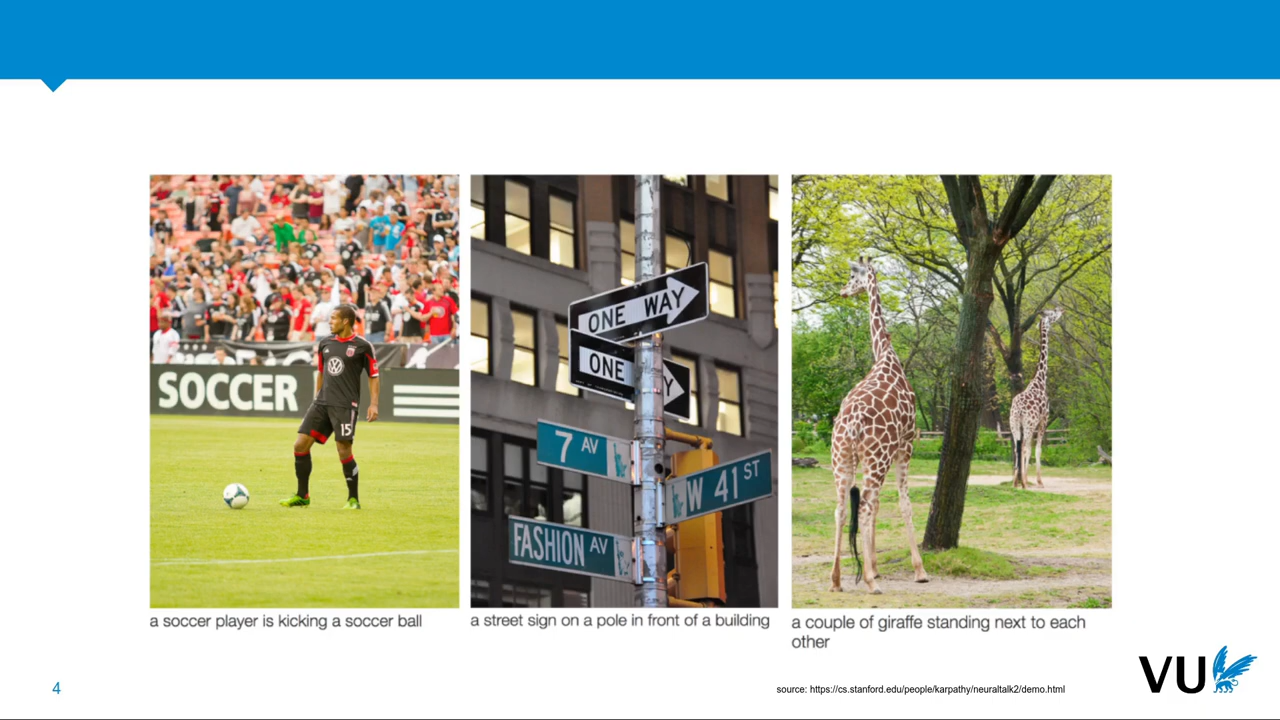 SOCCER
15
ONE WAY
ONE
Y
7 AV
W 41 ST
FASHION AV
a soccer player is kicking a soccer ball
a street sign on a pole in front of a building
a couple of giraffe standing next to each
other
4
source: https://cs.stanford.edu/people/karpathy/neuraltalk2/demo.html
VU